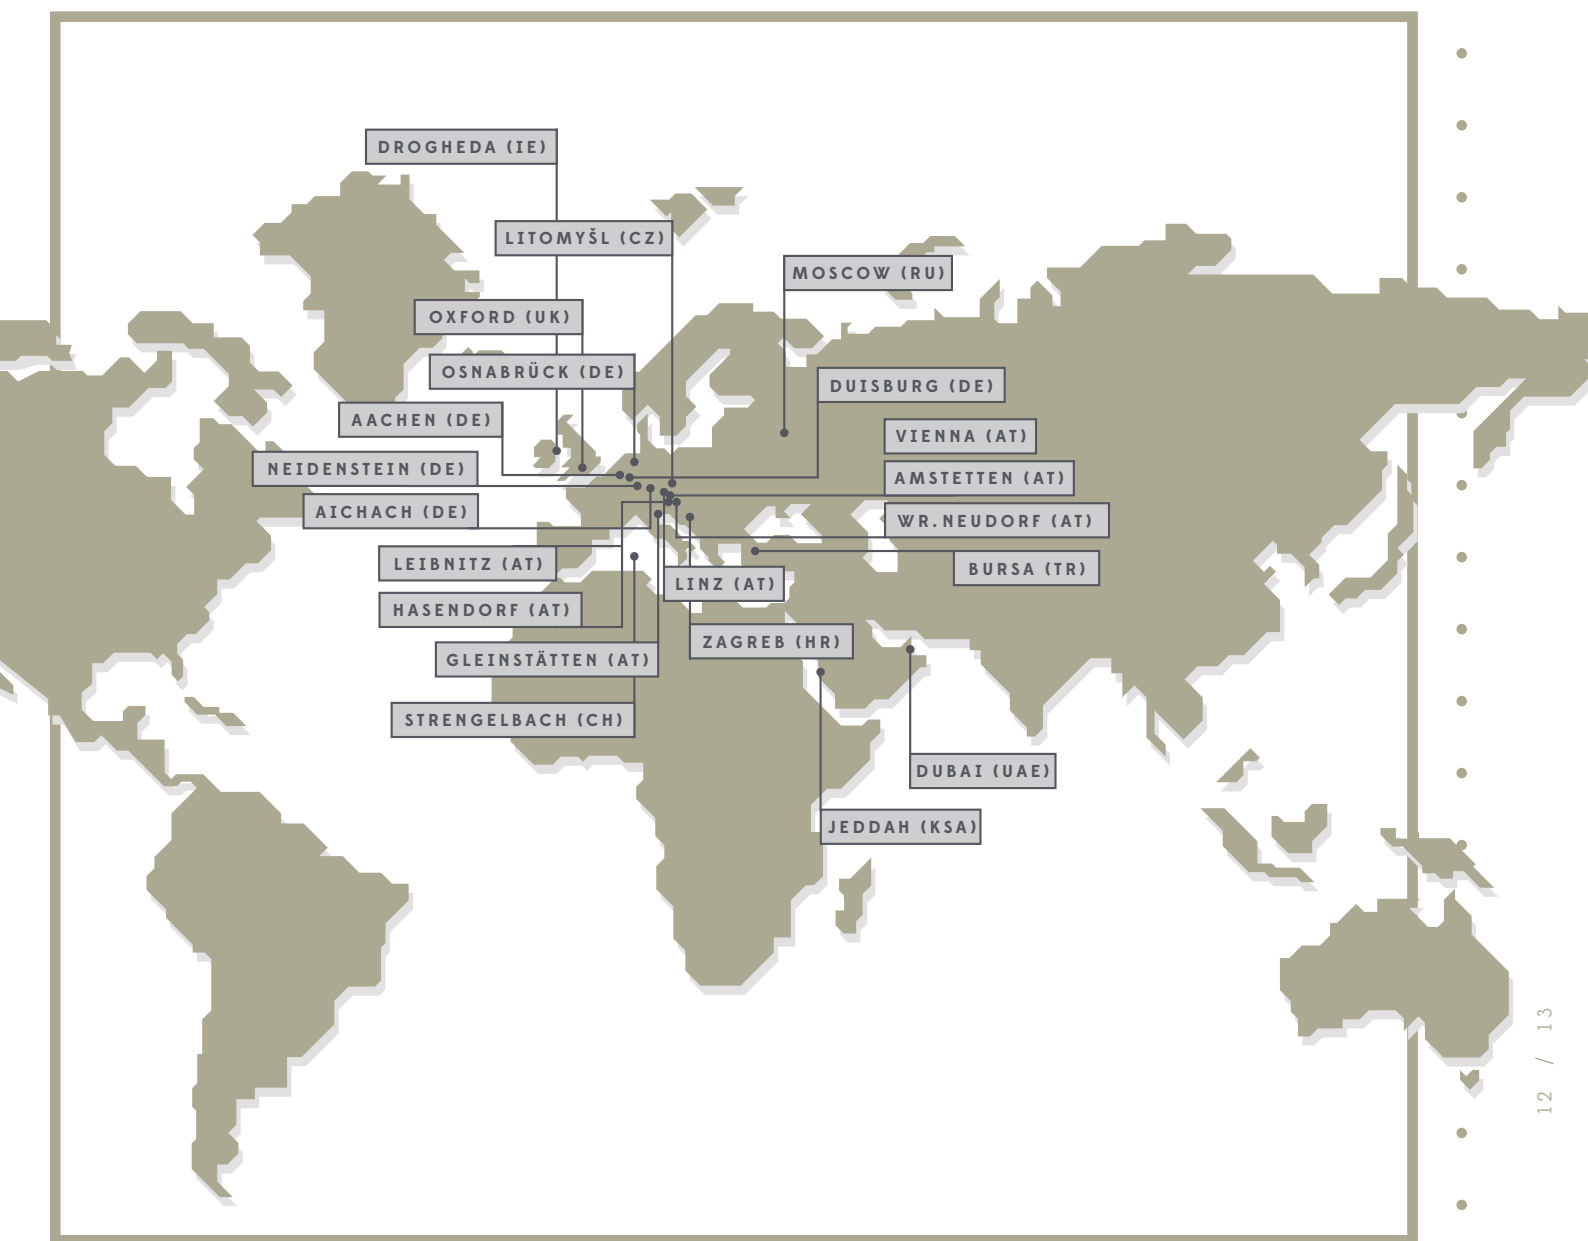 DROGHEDA (IE)
LITOMYŠL (CZ)
MOSCOW (RU)
OXFORD (UK)
OSNABRÜCK (DE)
DUISBURG (DE)
AACHEN (DE)
VIENNA (AT)
NEIDENSTEIN (DE)
AMSTETTEN (AT)
AICHACH (DE)
WR.NEUDORF (AT)
LEIBNITZ (AT)
BURSA (TR)
LINZ (AT)
HASENDORF (AT)
ZAGREB (HR)
GLEINSTÄTTEN (AT)
STRENGELBACH (CH)
DUBAI (UAE)
JEDDAH (KSA)
12 / 13